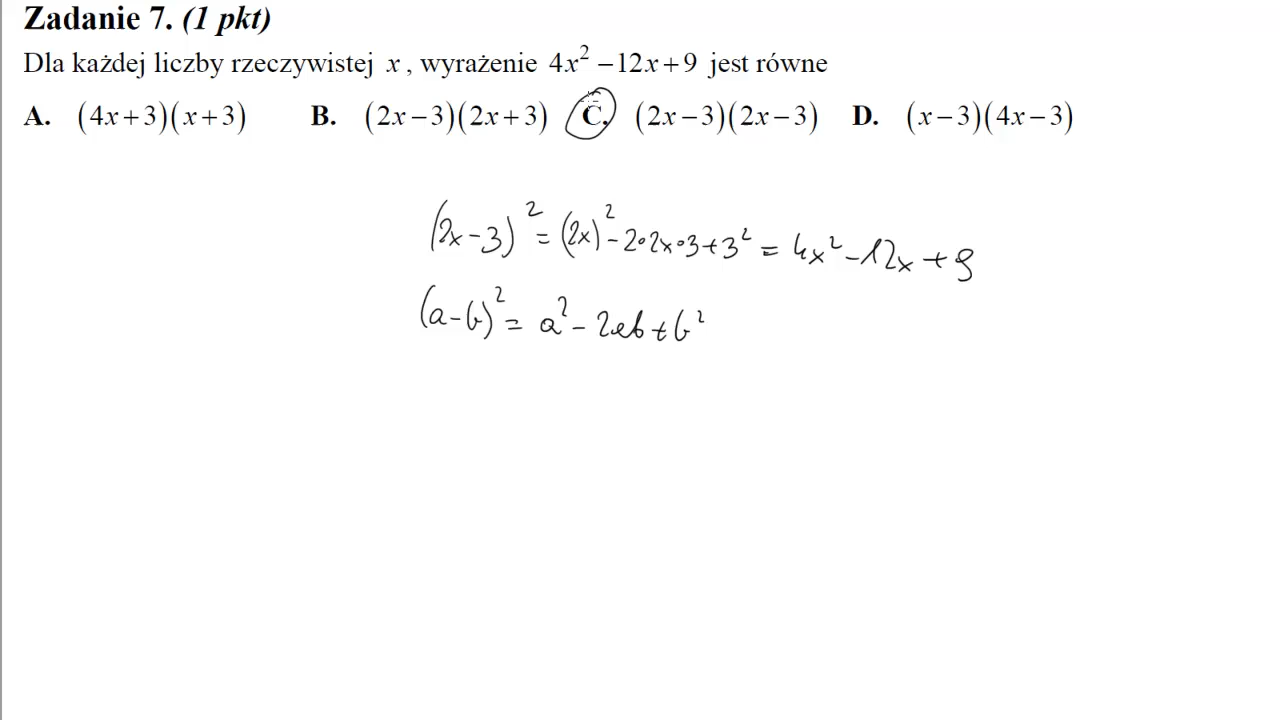 Zadanie 7. (1 pkt)
Dla każdej liczby rzeczywistej x, wyrażenie 4x² −12x+9 jest równe
A. (4x+3)(x+3) B. (2x−3)(2x+3) C. (2x−3)(2x−3) D. (x−3)(4x−3)
(2x-3)² = (2x)² - 2·2x·3+3² = 4x² - 12x + 9
(a-b)² = a² - 2ab + b²